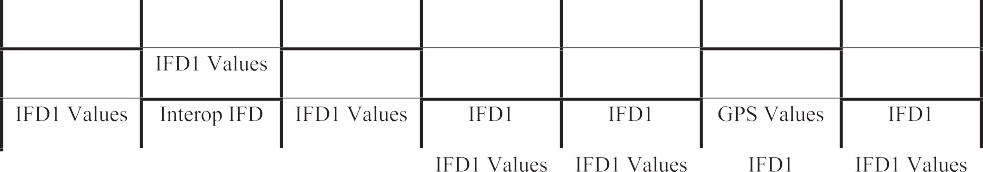 IFD1 Values
IFD1 Values Interop IFD IFD1 Values IFD1 IFD1 GPS Values IFD1
IFD1 Values IFD1 Values IFD1 IFD1 Values